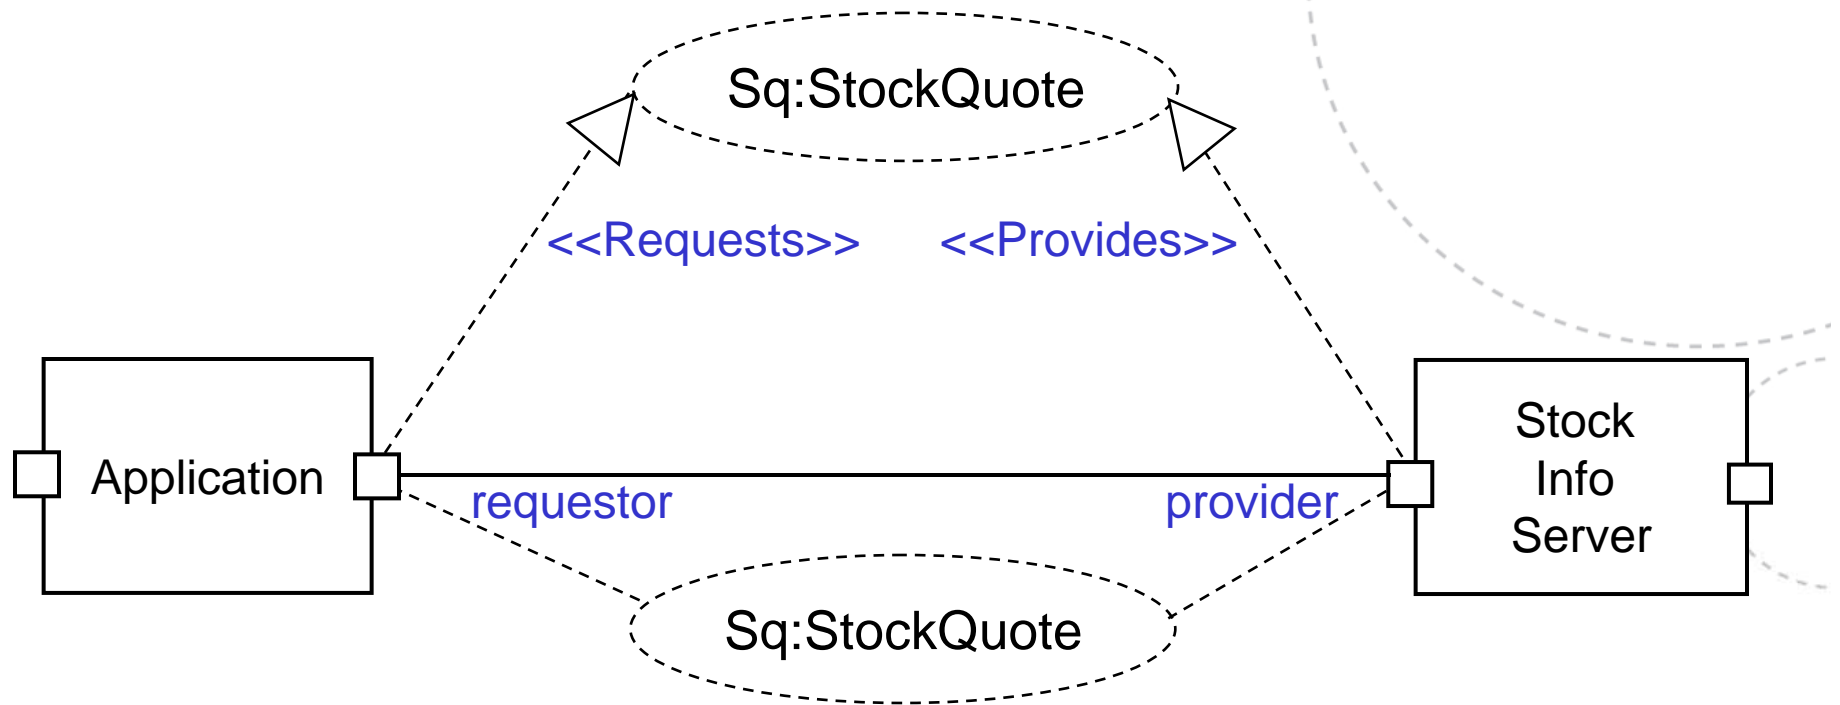 Sq:StockQuote
<<Requests>> <<Provides>>
Application
Stock
Info
Server
requestor provider
Sq:StockQuote